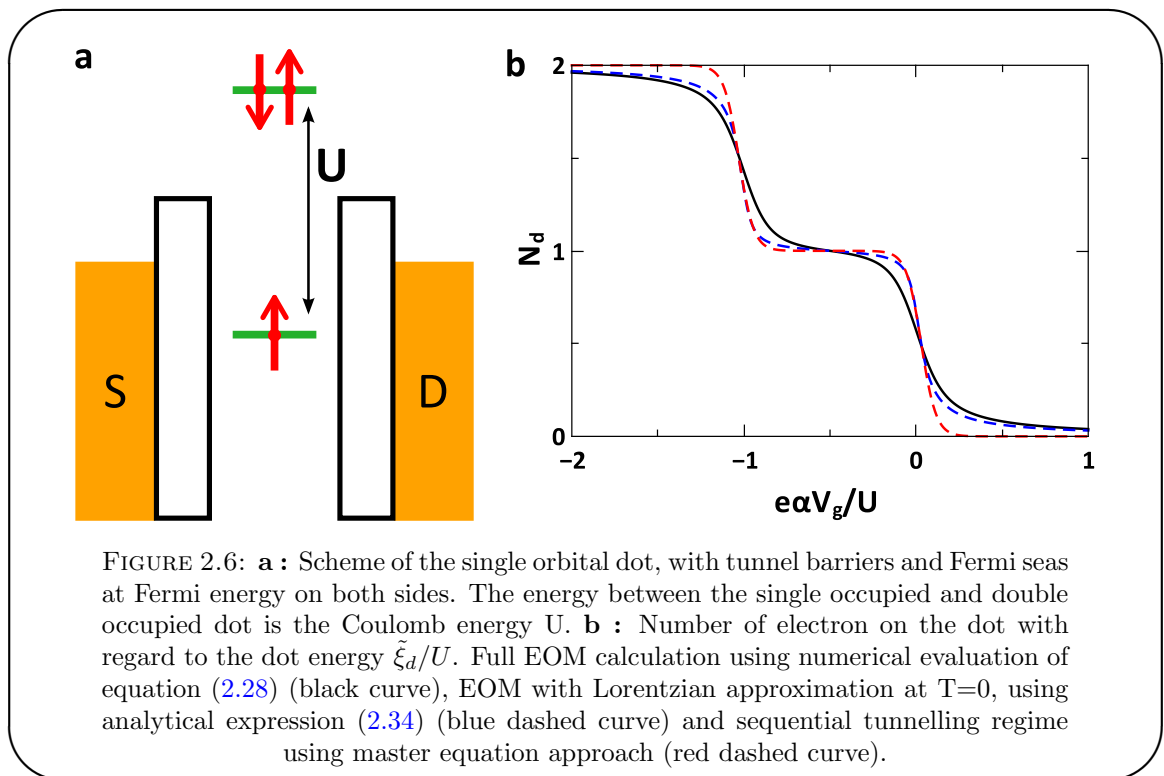 a
U
S
D
b
2
1
0
N_d
−2
−1
0
1
eαV_g/U
FIGURE 2.6: a : Scheme of the single orbital dot, with tunnel barriers and Fermi seas
at Fermi energy on both sides. The energy between the single occupied and double
occupied dot is the Coulomb energy U. b : Number of electron on the dot with
regard to the dot energy ξ̃_d/U. Full EOM calculation using numerical evaluation of
equation (2.28) (black curve), EOM with Lorentzian approximation at T=0, using
analytical expression (2.34) (blue dashed curve) and sequential tunnelling regime
using master equation approach (red dashed curve).